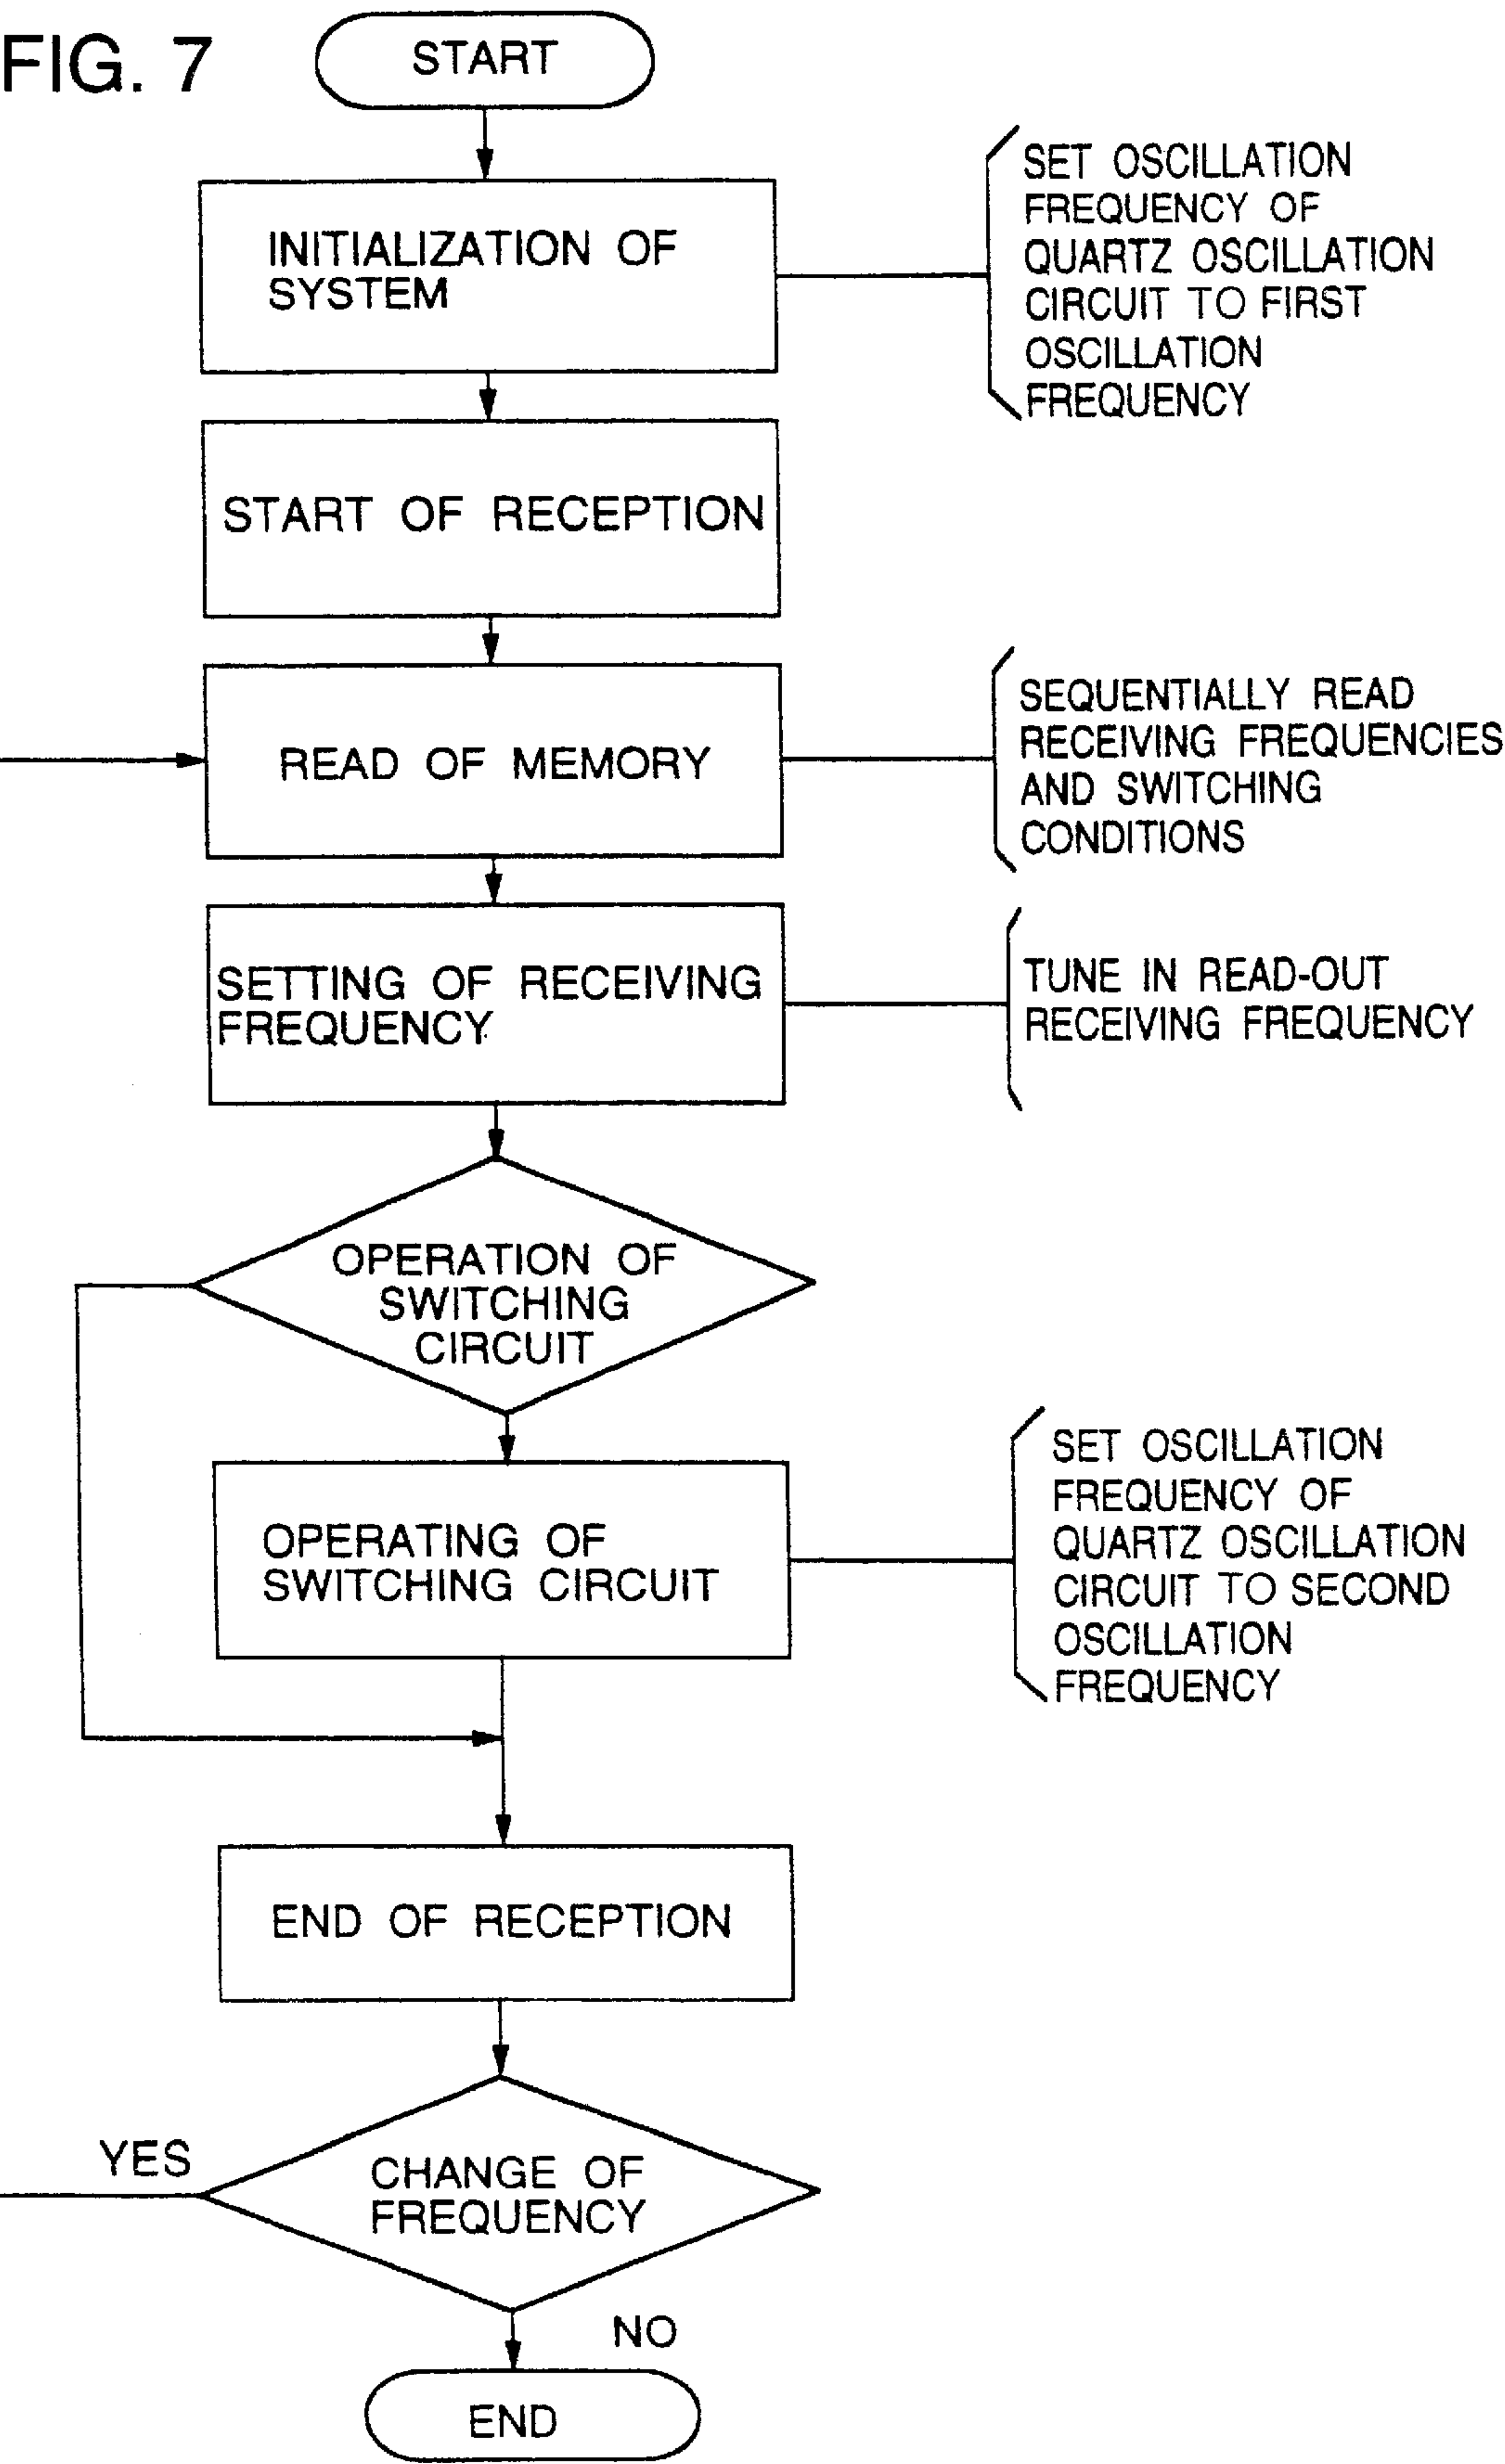 FIG. 7
START
INITIALIZATION OF
SYSTEM
SET OSCILLATION
FREQUENCY OF
QUARTZ OSCILLATION
CIRCUIT TO FIRST
OSCILLATION
FREQUENCY
START OF RECEPTION
READ OF MEMORY
SEQUENTIALLY READ
RECEIVING FREQUENCIES
AND SWITCHING
CONDITIONS
SETTING OF RECEIVING
FREQUENCY
TUNE IN READ-OUT
RECEIVING FREQUENCY
OPERATION OF
SWITCHING
CIRCUIT
OPERATING OF
SWITCHING CIRCUIT
SET OSCILLATION
FREQUENCY OF
QUARTZ OSCILLATION
CIRCUIT TO SECOND
OSCILLATION
FREQUENCY
END OF RECEPTION
YES
CHANGE OF
FREQUENCY
NO
END